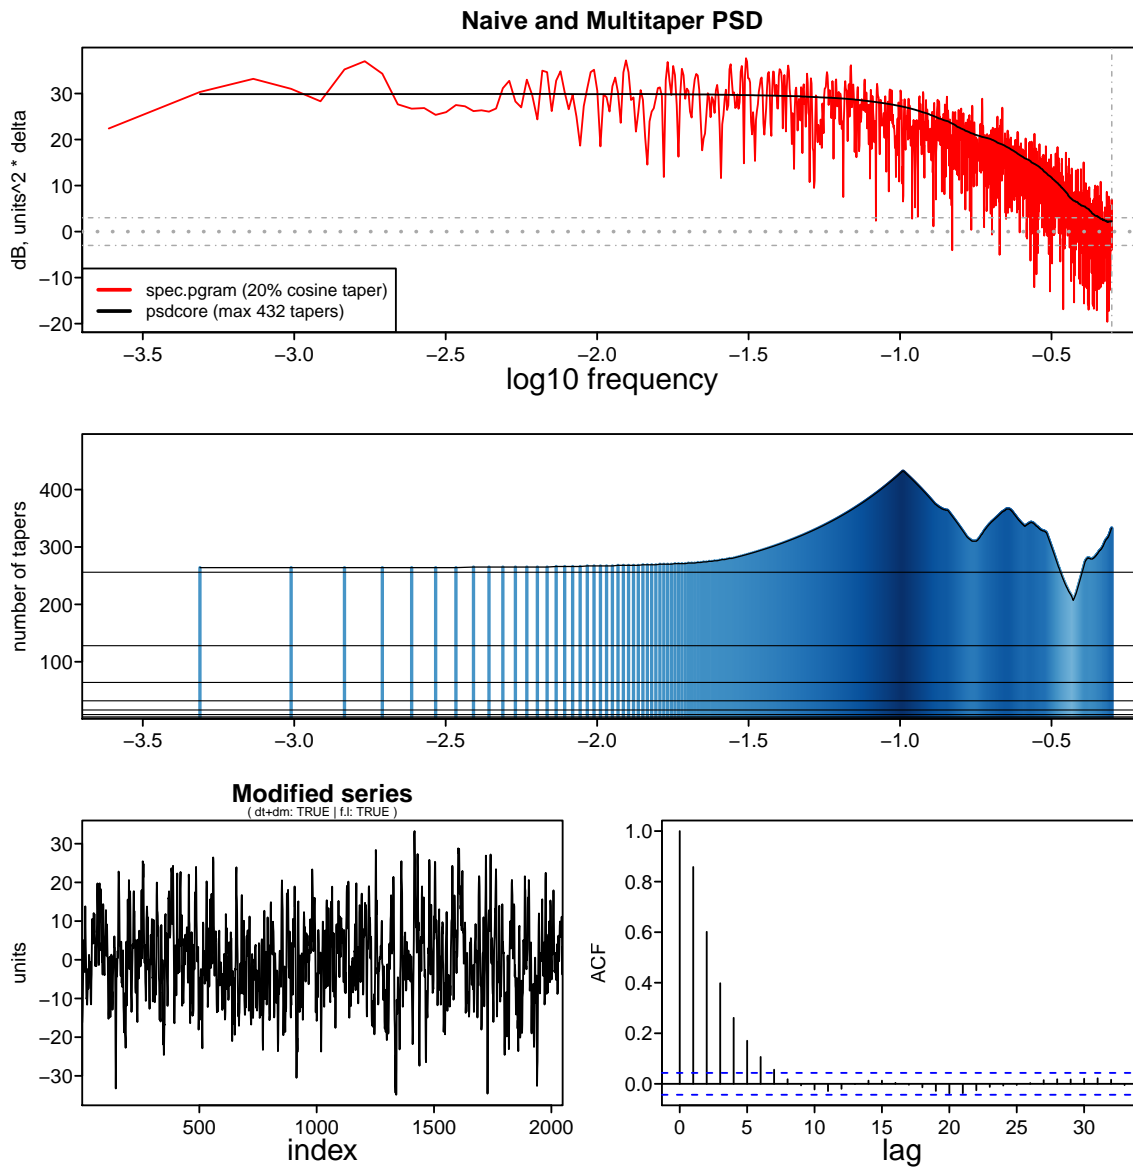 Naive and Multitaper PSD
dB, units^2 * delta
30
20
10
0
−10
−20
spec.pgram (20% cosine taper)
psdcore (max 432 tapers)
−3.5 −3.0 −2.5 −2.0 −1.5 −1.0 −0.5
log10 frequency
number of tapers
400
300
200
100
−3.5 −3.0 −2.5 −2.0 −1.5 −1.0 −0.5
Modified series
( dt+dm: TRUE | f.l: TRUE )
units
30
20
10
0
−10
−20
−30
500 1000 1500 2000
index
ACF
1.0
0.8
0.6
0.4
0.2
0.0
0 5 10 15 20 25 30
lag